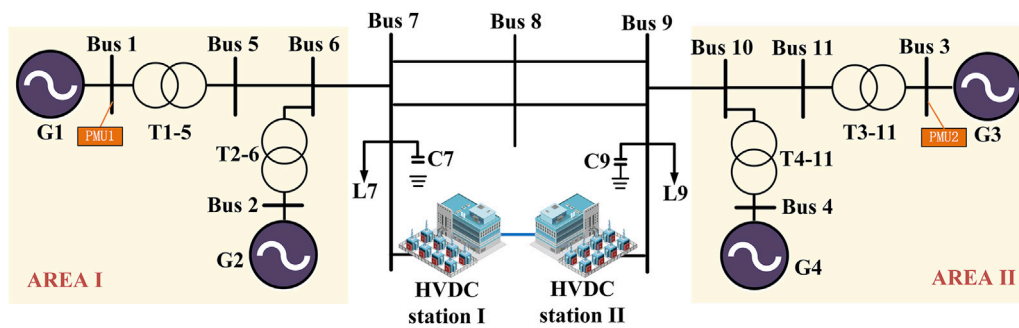 Bus 7
Bus 8
Bus 9
Bus 1
Bus 5
Bus 6
Bus 10
Bus 11
Bus 3
G1
PMU1
T1-5
T3-11
PMU2
G3
T2-6
C7
C9
T4-11
L7
L9
Bus 2
Bus 4
G2
G4
AREA I
HVDC
station I
HVDC
station II
AREA II